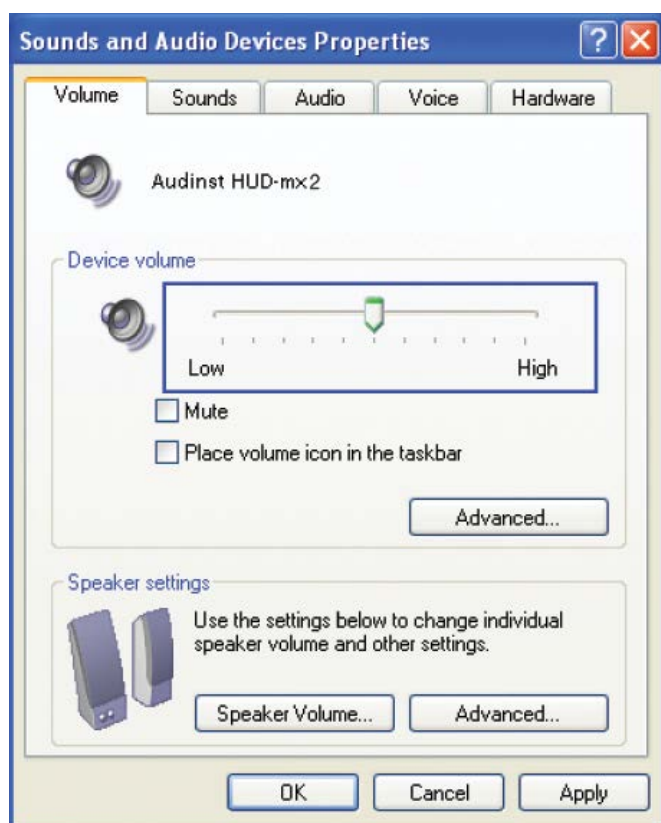 Sounds and Audio Devices Properties
Volume Sounds Audio Voice Hardware
Audinst HUD-mx2
Device volume
Low High
Mute
Place volume icon in the taskbar
Advanced...
Speaker settings
Use the settings below to change individual
speaker volume and other settings.
Speaker Volume... Advanced...
OK Cancel Apply